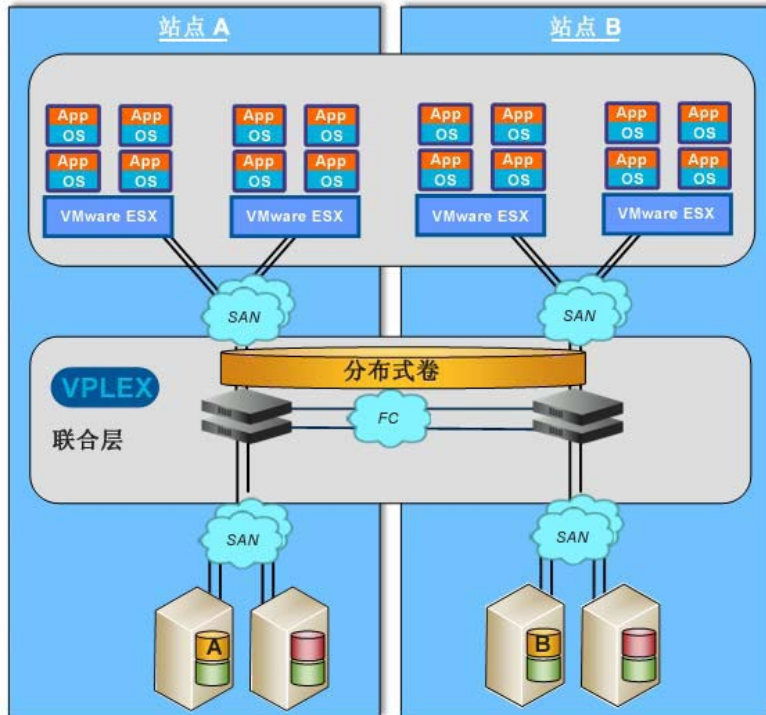 站点 A
站点 B
App App App App App App App App
OS OS OS OS OS OS OS OS
App App App App App App App App
OS OS OS OS OS OS OS OS
VMware ESX VMware ESX VMware ESX VMware ESX
SAN SAN
分布式卷
VPLEX
FC
联合层
SAN SAN
A B